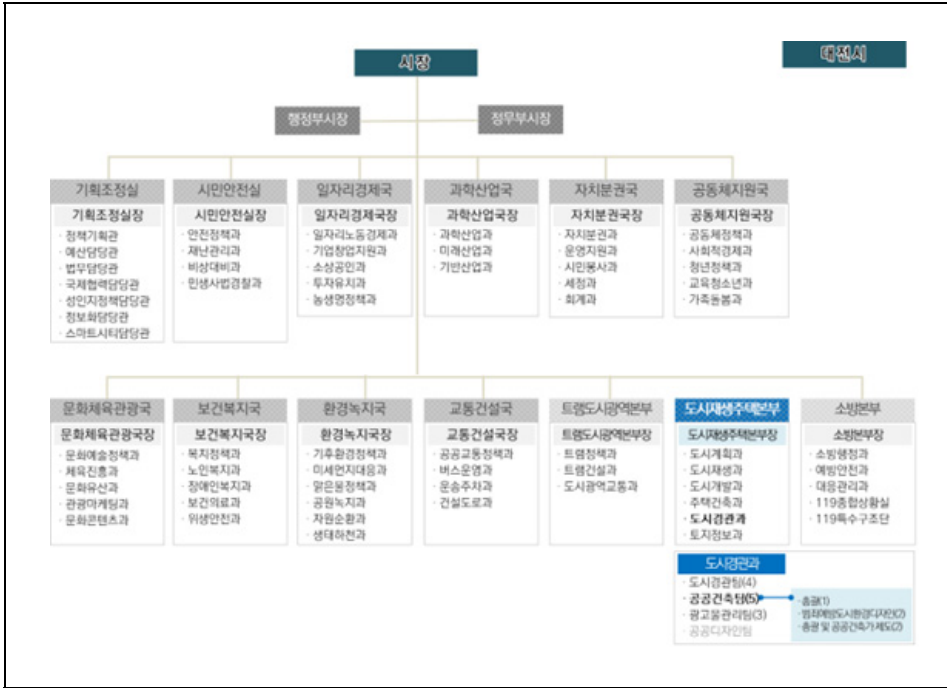 시장
대전시
행정부시장
정무부시장
기획조정실
기획조정실장
· 정책기획관
· 예산담당관
· 법무담당관
· 국제협력담당관
· 성인지정책담당관
· 정보화담당관
· 스마트시티담당관
시민안전실
시민안전실장
· 안전정책과
· 재난관리과
· 비상대비과
· 민생사법경찰과
일자리경제국
일자리경제국장
· 일자리노동경제과
· 기업창업지원과
· 소상공인과
· 투자유치과
· 농생명정책과
과학산업국
과학산업국장
· 과학산업과
· 미래산업과
· 기반산업과
자치분권국
자치분권국장
· 자치분권과
· 운영지원과
· 시민봉사과
· 세정과
· 회계과
공동체지원국
공동체지원국장
· 공동체정책과
· 사회적경제과
· 청년정책과
· 교육청소년과
· 가족돌봄과
문화체육관광국
문화체육관광국장
· 문화예술정책과
· 체육진흥과
· 문화유산과
· 관광마케팅과
· 문화콘텐츠과
보건복지국
보건복지국장
· 복지정책과
· 노인복지과
· 장애인복지과
· 보건의료과
· 위생안전과
환경녹지국
환경녹지국장
· 기후환경정책과
· 미세먼지대응과
· 맑은물정책과
· 공원녹지과
· 자원순환과
· 생태하천과
교통건설국
교통건설국장
· 공공교통정책과
· 버스운영과
· 운송주차과
· 건설도로과
트램도시광역본부
트램도시광역본부장
· 트램정책과
· 트램건설과
· 도시광역교통과
도시재생주택본부
도시재생주택본부장
· 도시계획과
· 도시재생과
· 도시개발과
· 주택건축과
· 도시경관과
· 토지정보과
소방본부
소방본부장
· 소방행정과
· 예방안전과
· 대응관리과
· 119종합상황실
· 119특수구조단
도시경관과
· 도시경관팀(4)
· 공공건축팀(5)
· 광고물관리팀(3)
· 공공디자인팀
· 총괄(1)
· 범죄예방도시환경디자인(2)
· 총괄 및 공공건축가 제도(2)